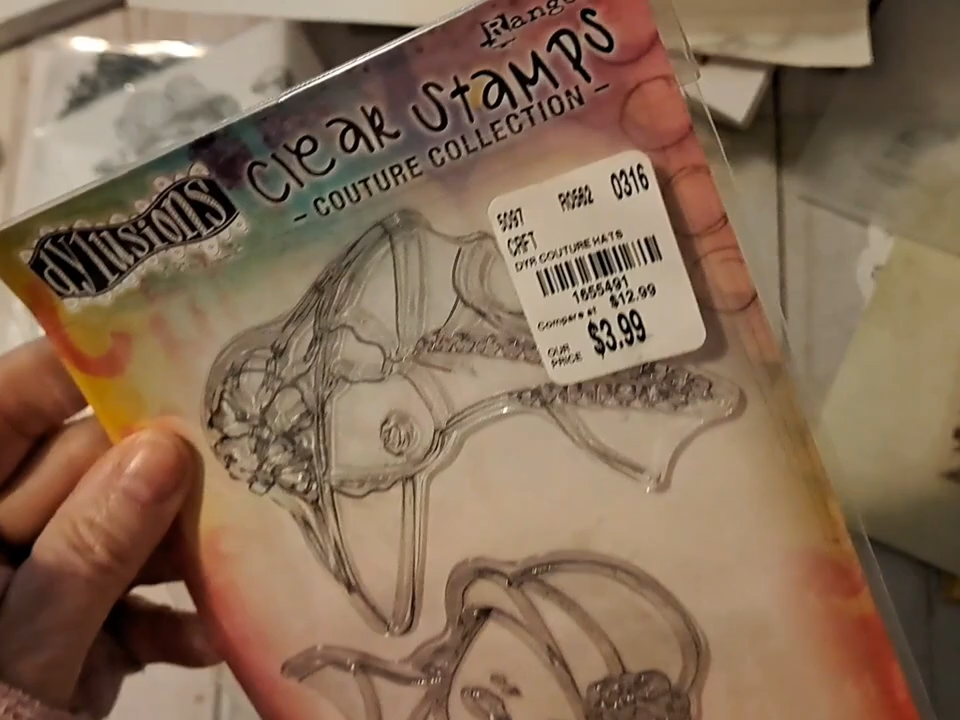 Ranger
Clear Stamps
- COUTURE COLLECTION -
dylusions
5097 R0562 0316
CRFT
DYR COUTURE HATS
1655491
Compare at $12.99
OUR PRICE $3.99